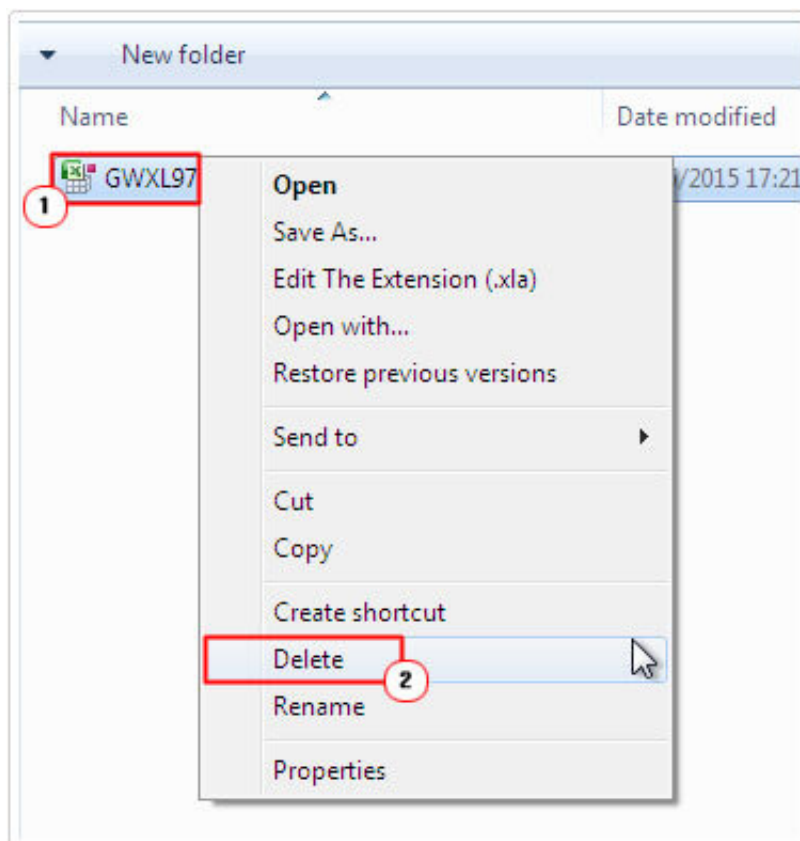 New folder
Name Date modified
1 GWXL97 /2015 17:21
Open
Save As...
Edit The Extension (.xla)
Open with...
Restore previous versions
Send to
Cut
Copy
Create shortcut
Delete
2
Rename
Properties